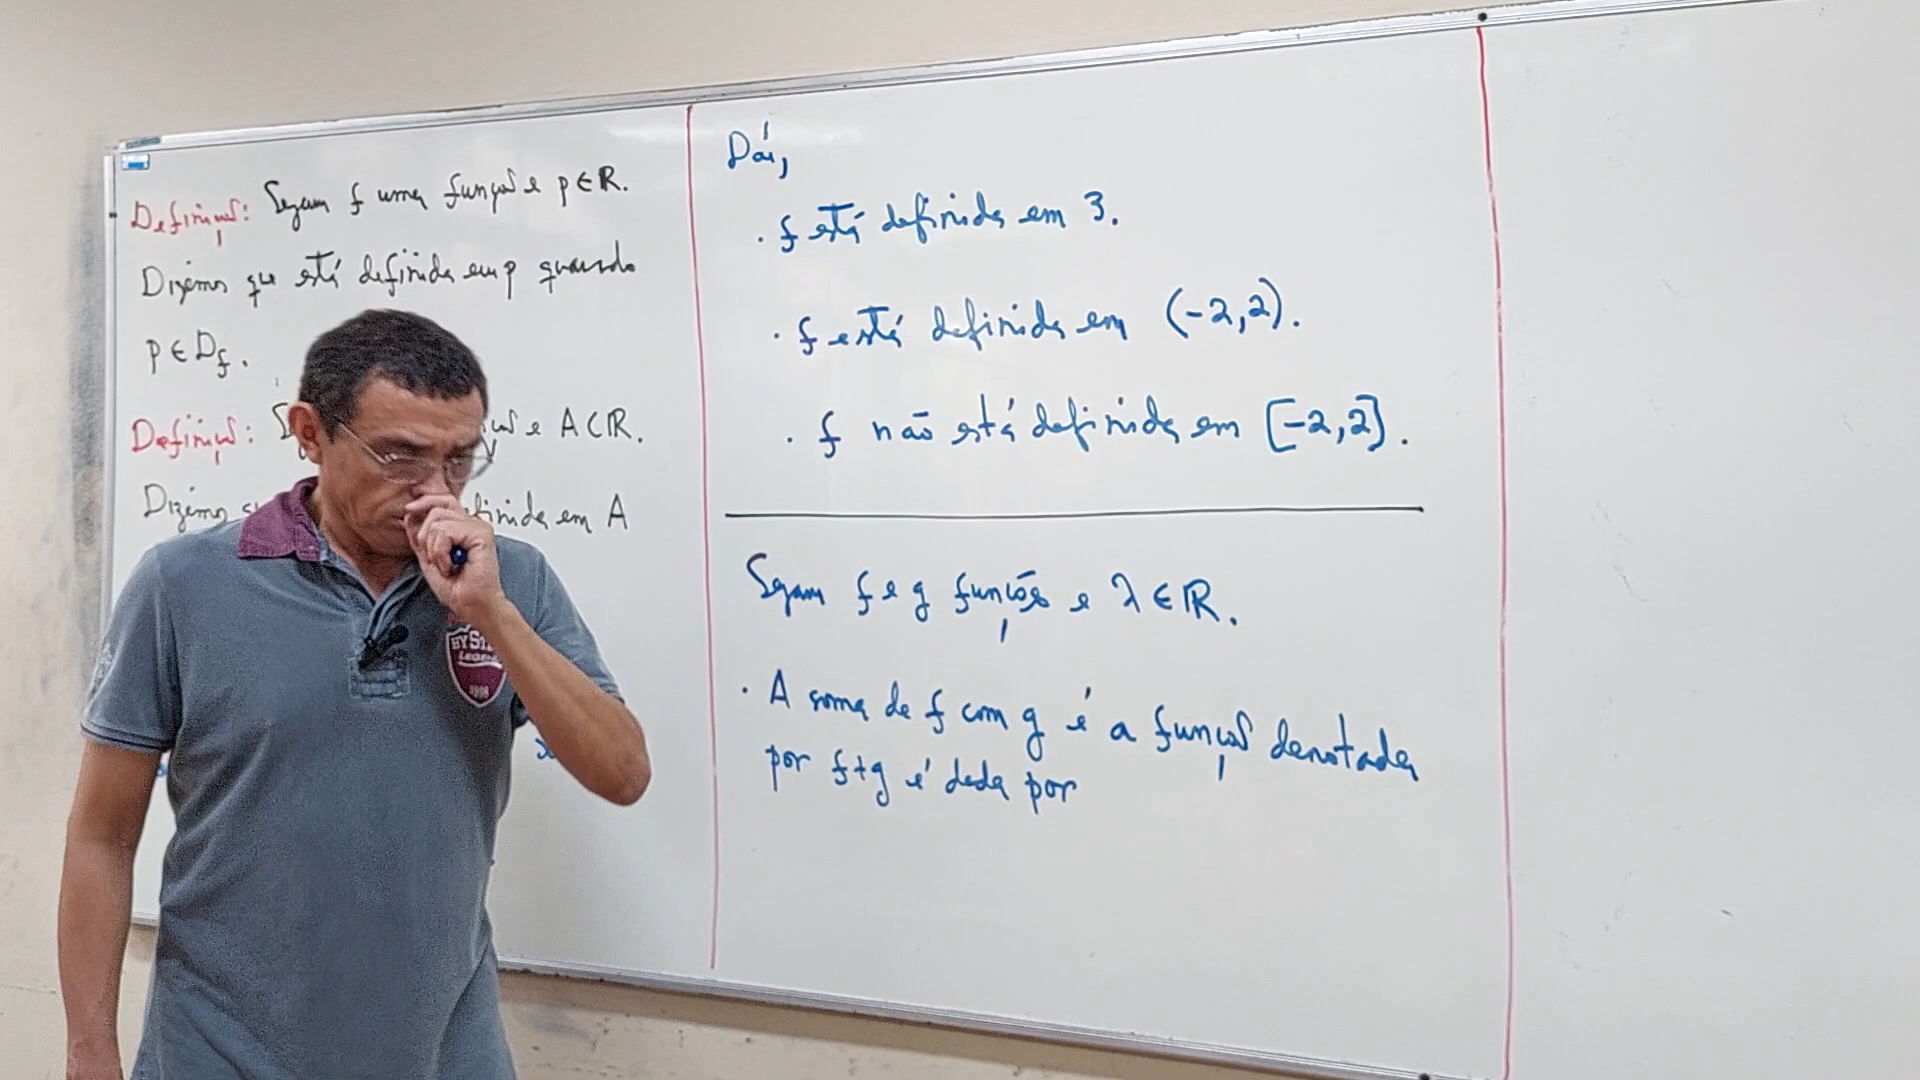 Definição: Sejam f uma função e p∈ℝ.
Dizemos que está definida em p quando
p∈D_f.
Definição: e A⊂ℝ.
Dizemos em A
Daí,
· f está definida em 3.
· f está definida em (-2,2).
· f não está definida em [-2,2].
Sejam f e g funções e λ∈ℝ.
· A soma de f com g é a função denotada
por f+g é dada por